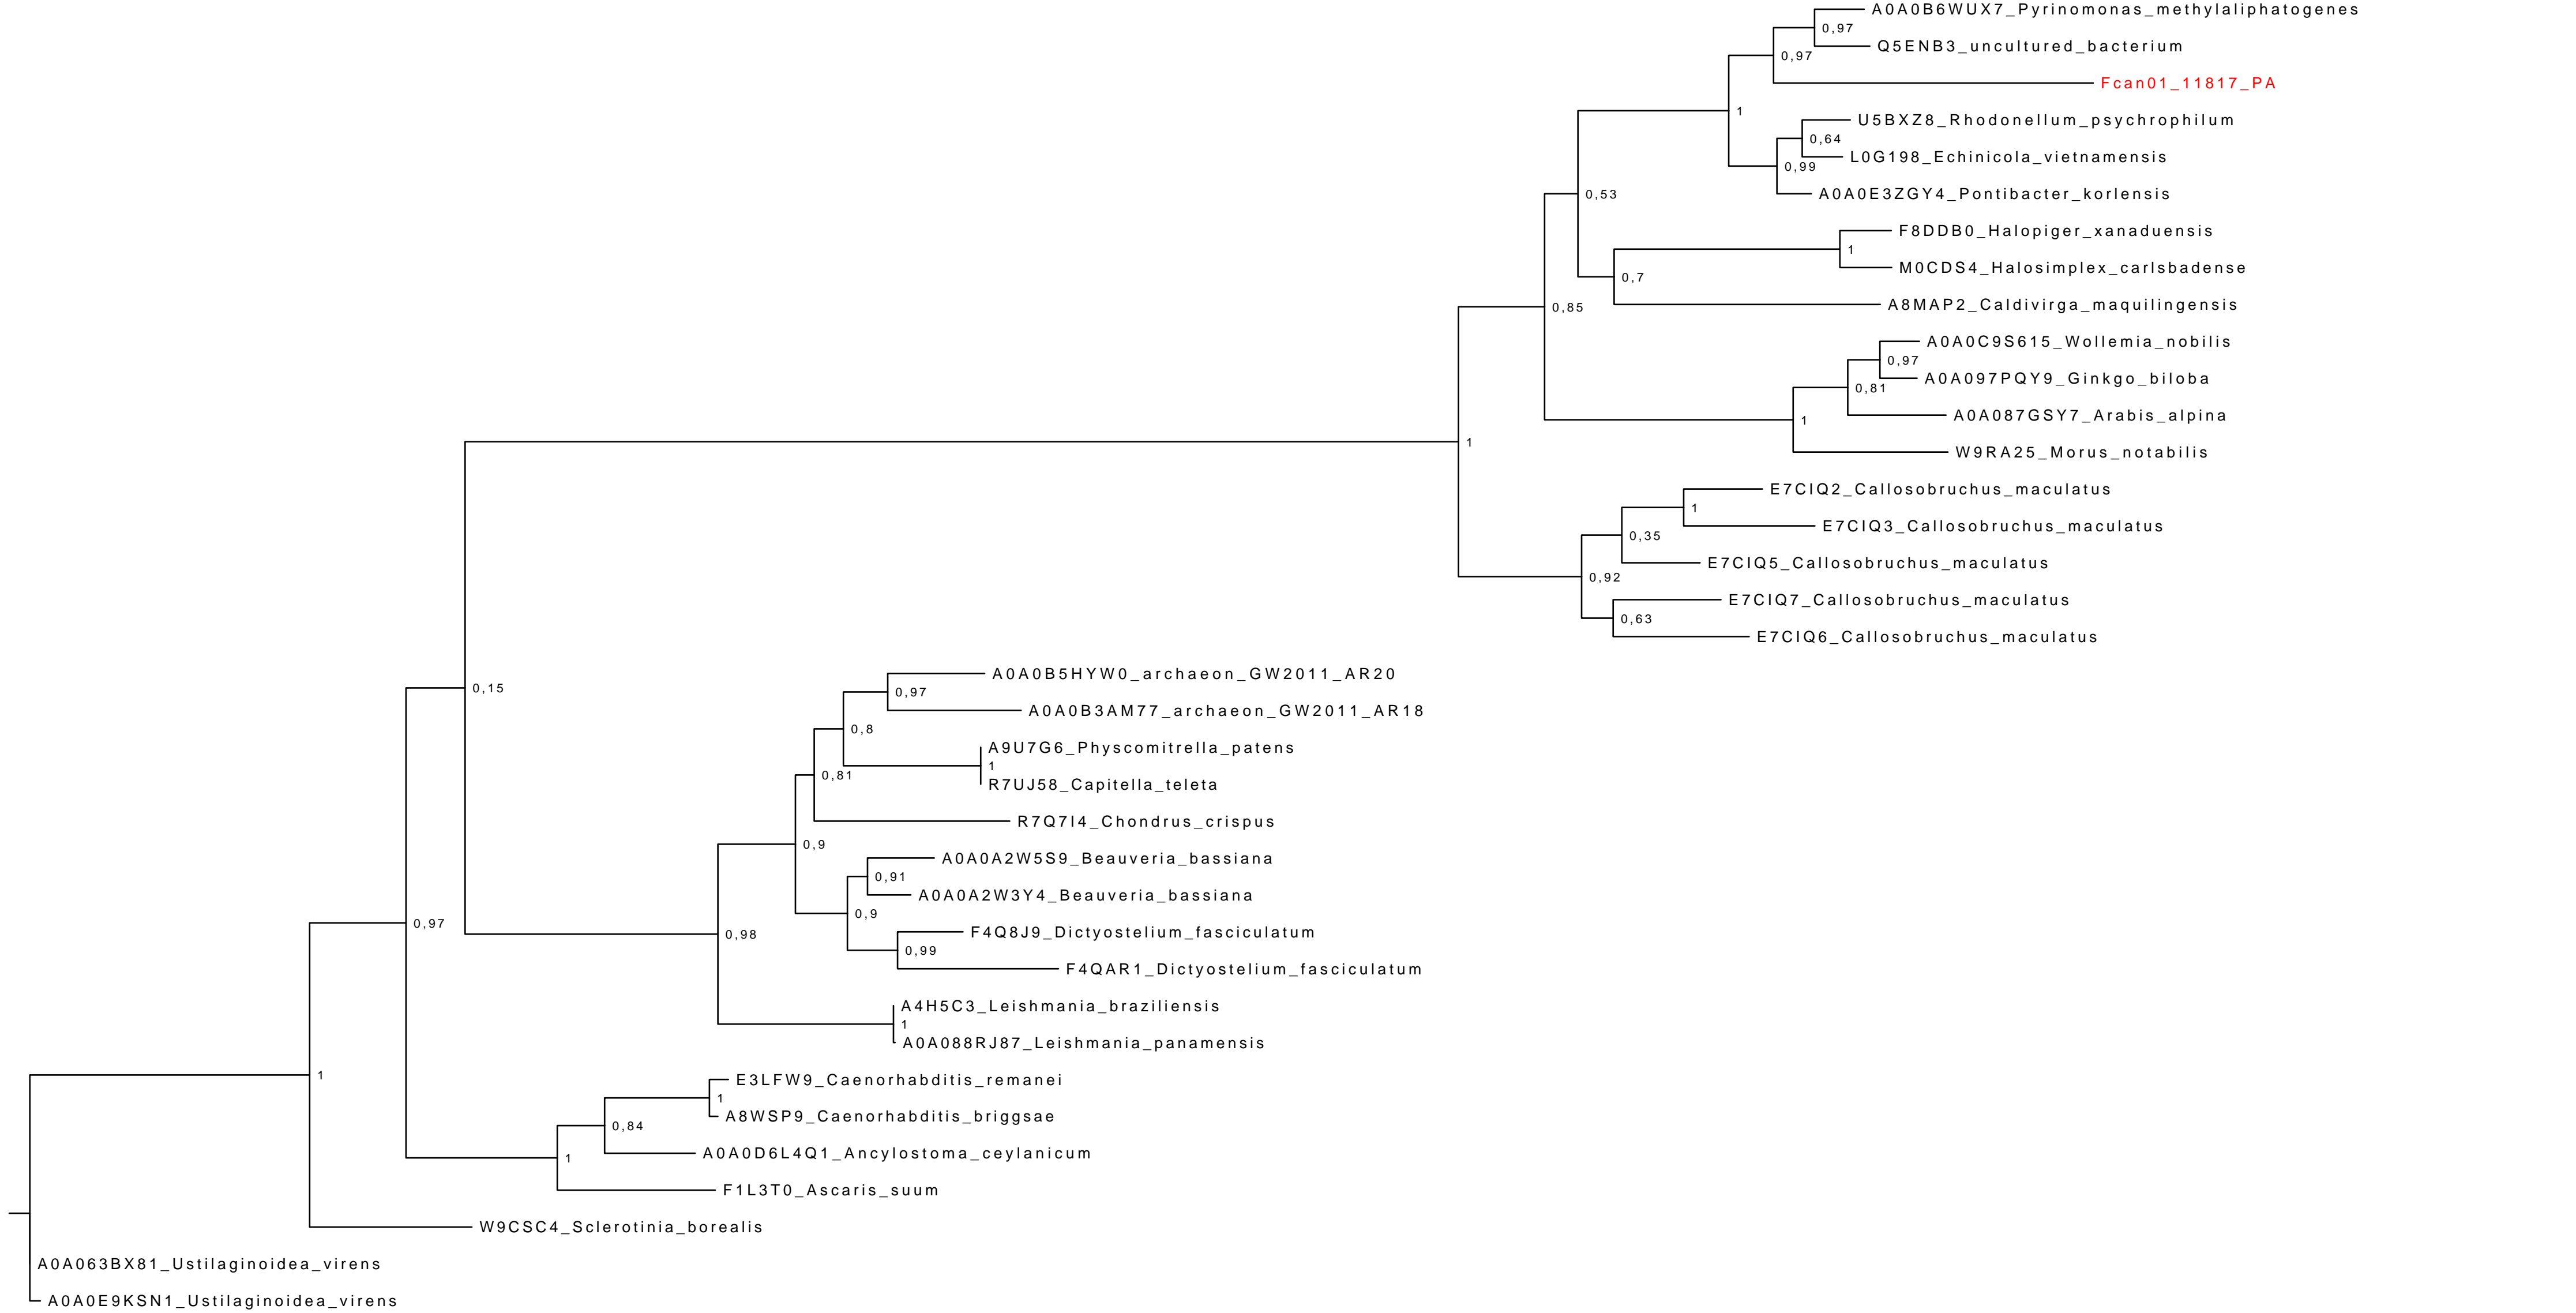 A0A0B6WUX7_Pyrinomonas_methylaliphatogenes
0,97
Q5ENB3_uncultured_bacterium
0,97
Fcan01_11817_PA
1
U5BXZ8_Rhodonellum_psychrophilum
0,64
L0G198_Echinicola_vietnamensis
0,99
A0A0E3ZGY4_Pontibacter_korlensis
0,53
F8DDB0_Halopiger_xanaduensis
1
M0CDS4_Halosimplex_carlsbadense
0,7
A8MAP2_Caldivirga_maquilingensis
0,85
A0A0C9S615_Wollemia_nobilis
0,97
A0A097PQY9_Ginkgo_biloba
0,81
A0A087GSY7_Arabis_alpina
1
W9RA25_Morus_notabilis
1
E7CIQ2_Callosobruchus_maculatus
1
E7CIQ3_Callosobruchus_maculatus
0,35
E7CIQ5_Callosobruchus_maculatus
0,92
E7CIQ7_Callosobruchus_maculatus
0,63
E7CIQ6_Callosobruchus_maculatus
0,15
A0A0B5HYW0_archaeon_GW2011_AR20
0,97
A0A0B3AM77_archaeon_GW2011_AR18
0,8
A9U7G6_Physcomitrella_patens
1
0,81
R7UJ58_Capitella_teleta
R7Q7I4_Chondrus_crispus
0,9
A0A0A2W5S9_Beauveria_bassiana
0,91
A0A0A2W3Y4_Beauveria_bassiana
0,9
F4Q8J9_Dictyostelium_fasciculatum
0,99
F4QAR1_Dictyostelium_fasciculatum
0,98
0,97
A4H5C3_Leishmania_braziliensis
1
A0A088RJ87_Leishmania_panamensis
1
E3LFW9_Caenorhabditis_remanei
1
A8WSP9_Caenorhabditis_briggsae
0,84
A0A0D6L4Q1_Ancylostoma_ceylanicum
1
F1L3T0_Ascaris_suum
W9CSC4_Sclerotinia_borealis
A0A063BX81_Ustilaginoidea_virens
A0A0E9KSN1_Ustilaginoidea_virens